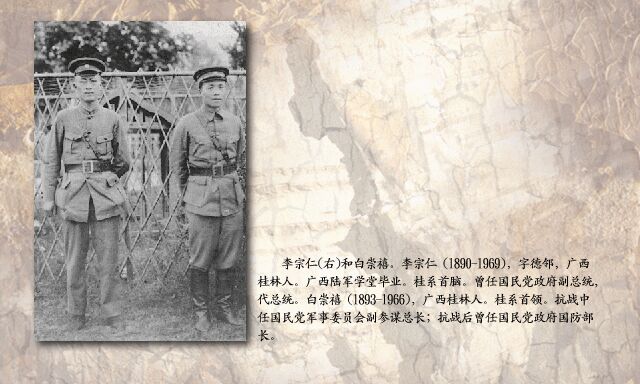 李宗仁(右)和白崇禧。李宗仁（1890-1969），字德邻，广西
桂林人。广西陆军学堂毕业。桂系首脑。曾任国民党政府副总统，
代总统。白崇禧（1893-1966），广西桂林人。桂系首领。抗战中
任国民党军事委员会副参谋总长；抗战后曾任国民党政府国防部
长。